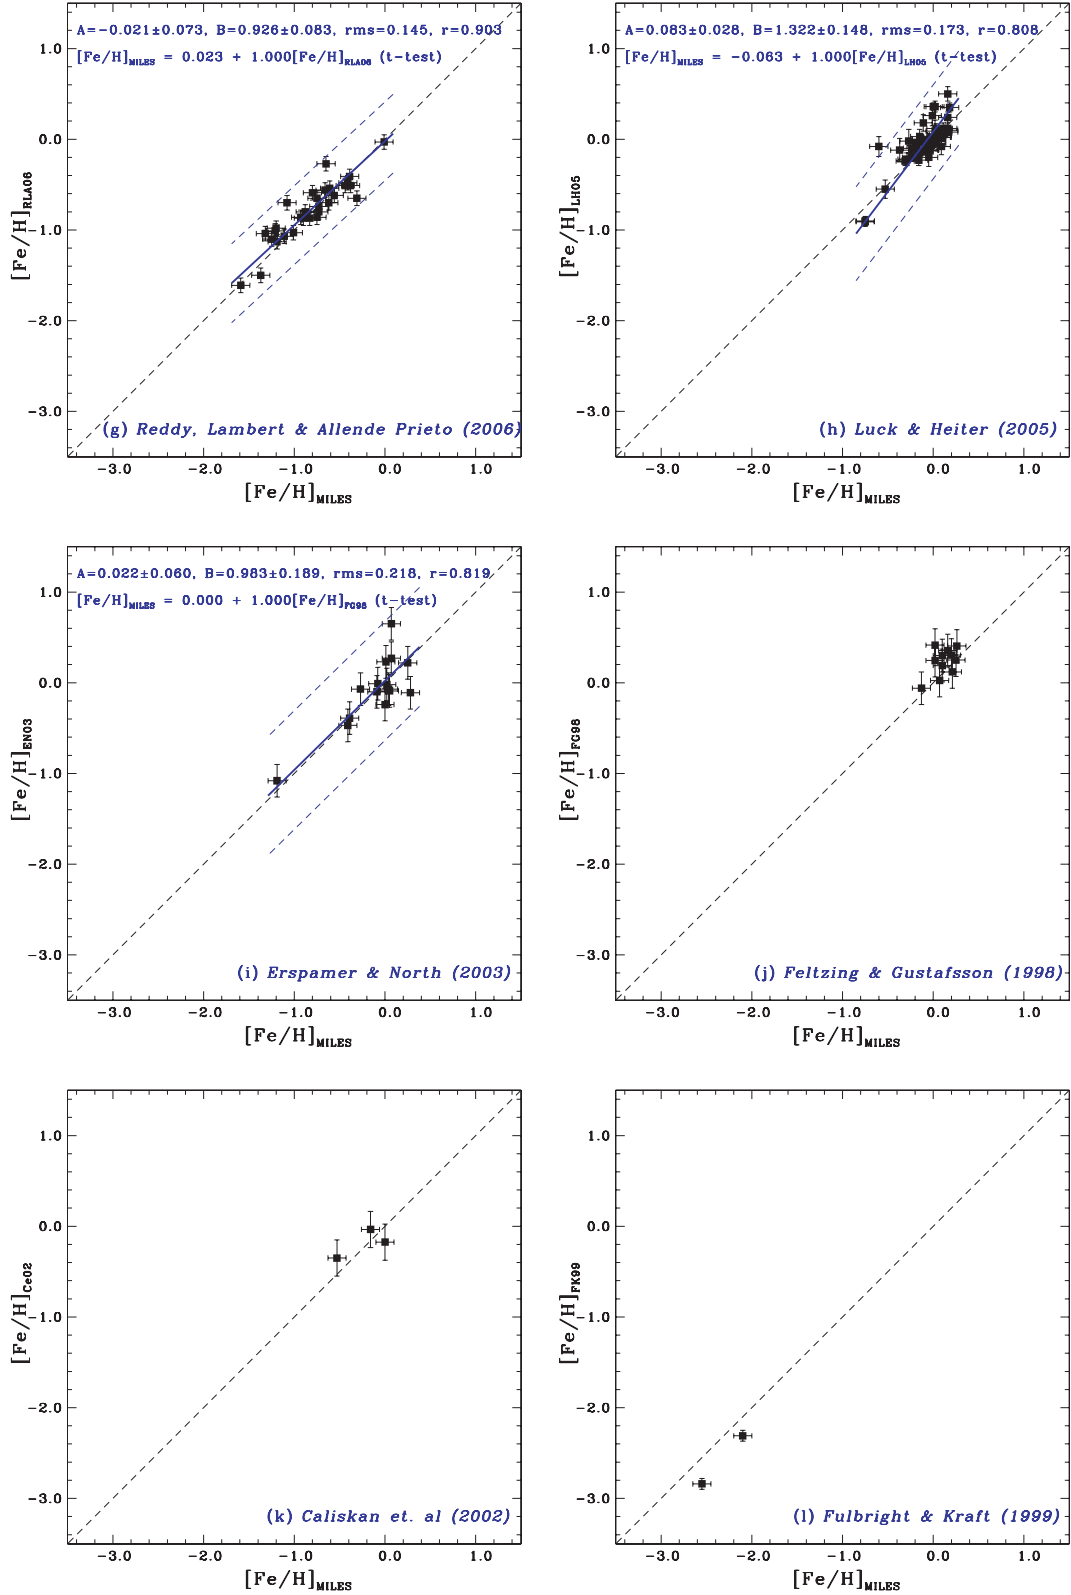 A=−0.021±0.073, B=0.926±0.083, rms=0.145, r=0.903
[Fe/H]MILES = 0.023 + 1.000[Fe/H]RLA06 (t−test)
1.0
0.0
−1.0
−2.0
−3.0
[Fe/H]RLA06
(g) Reddy, Lambert & Allende Prieto (2006)
−3.0 −2.0 −1.0 0.0 1.0
[Fe/H]MILES
A=0.083±0.028, B=1.322±0.148, rms=0.173, r=0.808
[Fe/H]MILES = −0.063 + 1.000[Fe/H]LH05 (t−test)
1.0
0.0
−1.0
−2.0
−3.0
[Fe/H]LH05
(h) Luck & Heiter (2005)
−3.0 −2.0 −1.0 0.0 1.0
[Fe/H]MILES
A=0.022±0.060, B=0.983±0.189, rms=0.218, r=0.819
[Fe/H]MILES = 0.000 + 1.000[Fe/H]FG98 (t−test)
1.0
0.0
−1.0
−2.0
−3.0
[Fe/H]EN03
(i) Erspamer & North (2003)
−3.0 −2.0 −1.0 0.0 1.0
[Fe/H]MILES
1.0
0.0
−1.0
−2.0
−3.0
[Fe/H]FG98
(j) Feltzing & Gustafsson (1998)
−3.0 −2.0 −1.0 0.0 1.0
[Fe/H]MILES
1.0
0.0
−1.0
−2.0
−3.0
[Fe/H]Ce02
(k) Caliskan et. al (2002)
−3.0 −2.0 −1.0 0.0 1.0
[Fe/H]MILES
1.0
0.0
−1.0
−2.0
−3.0
[Fe/H]FK99
(l) Fulbright & Kraft (1999)
−3.0 −2.0 −1.0 0.0 1.0
[Fe/H]MILES